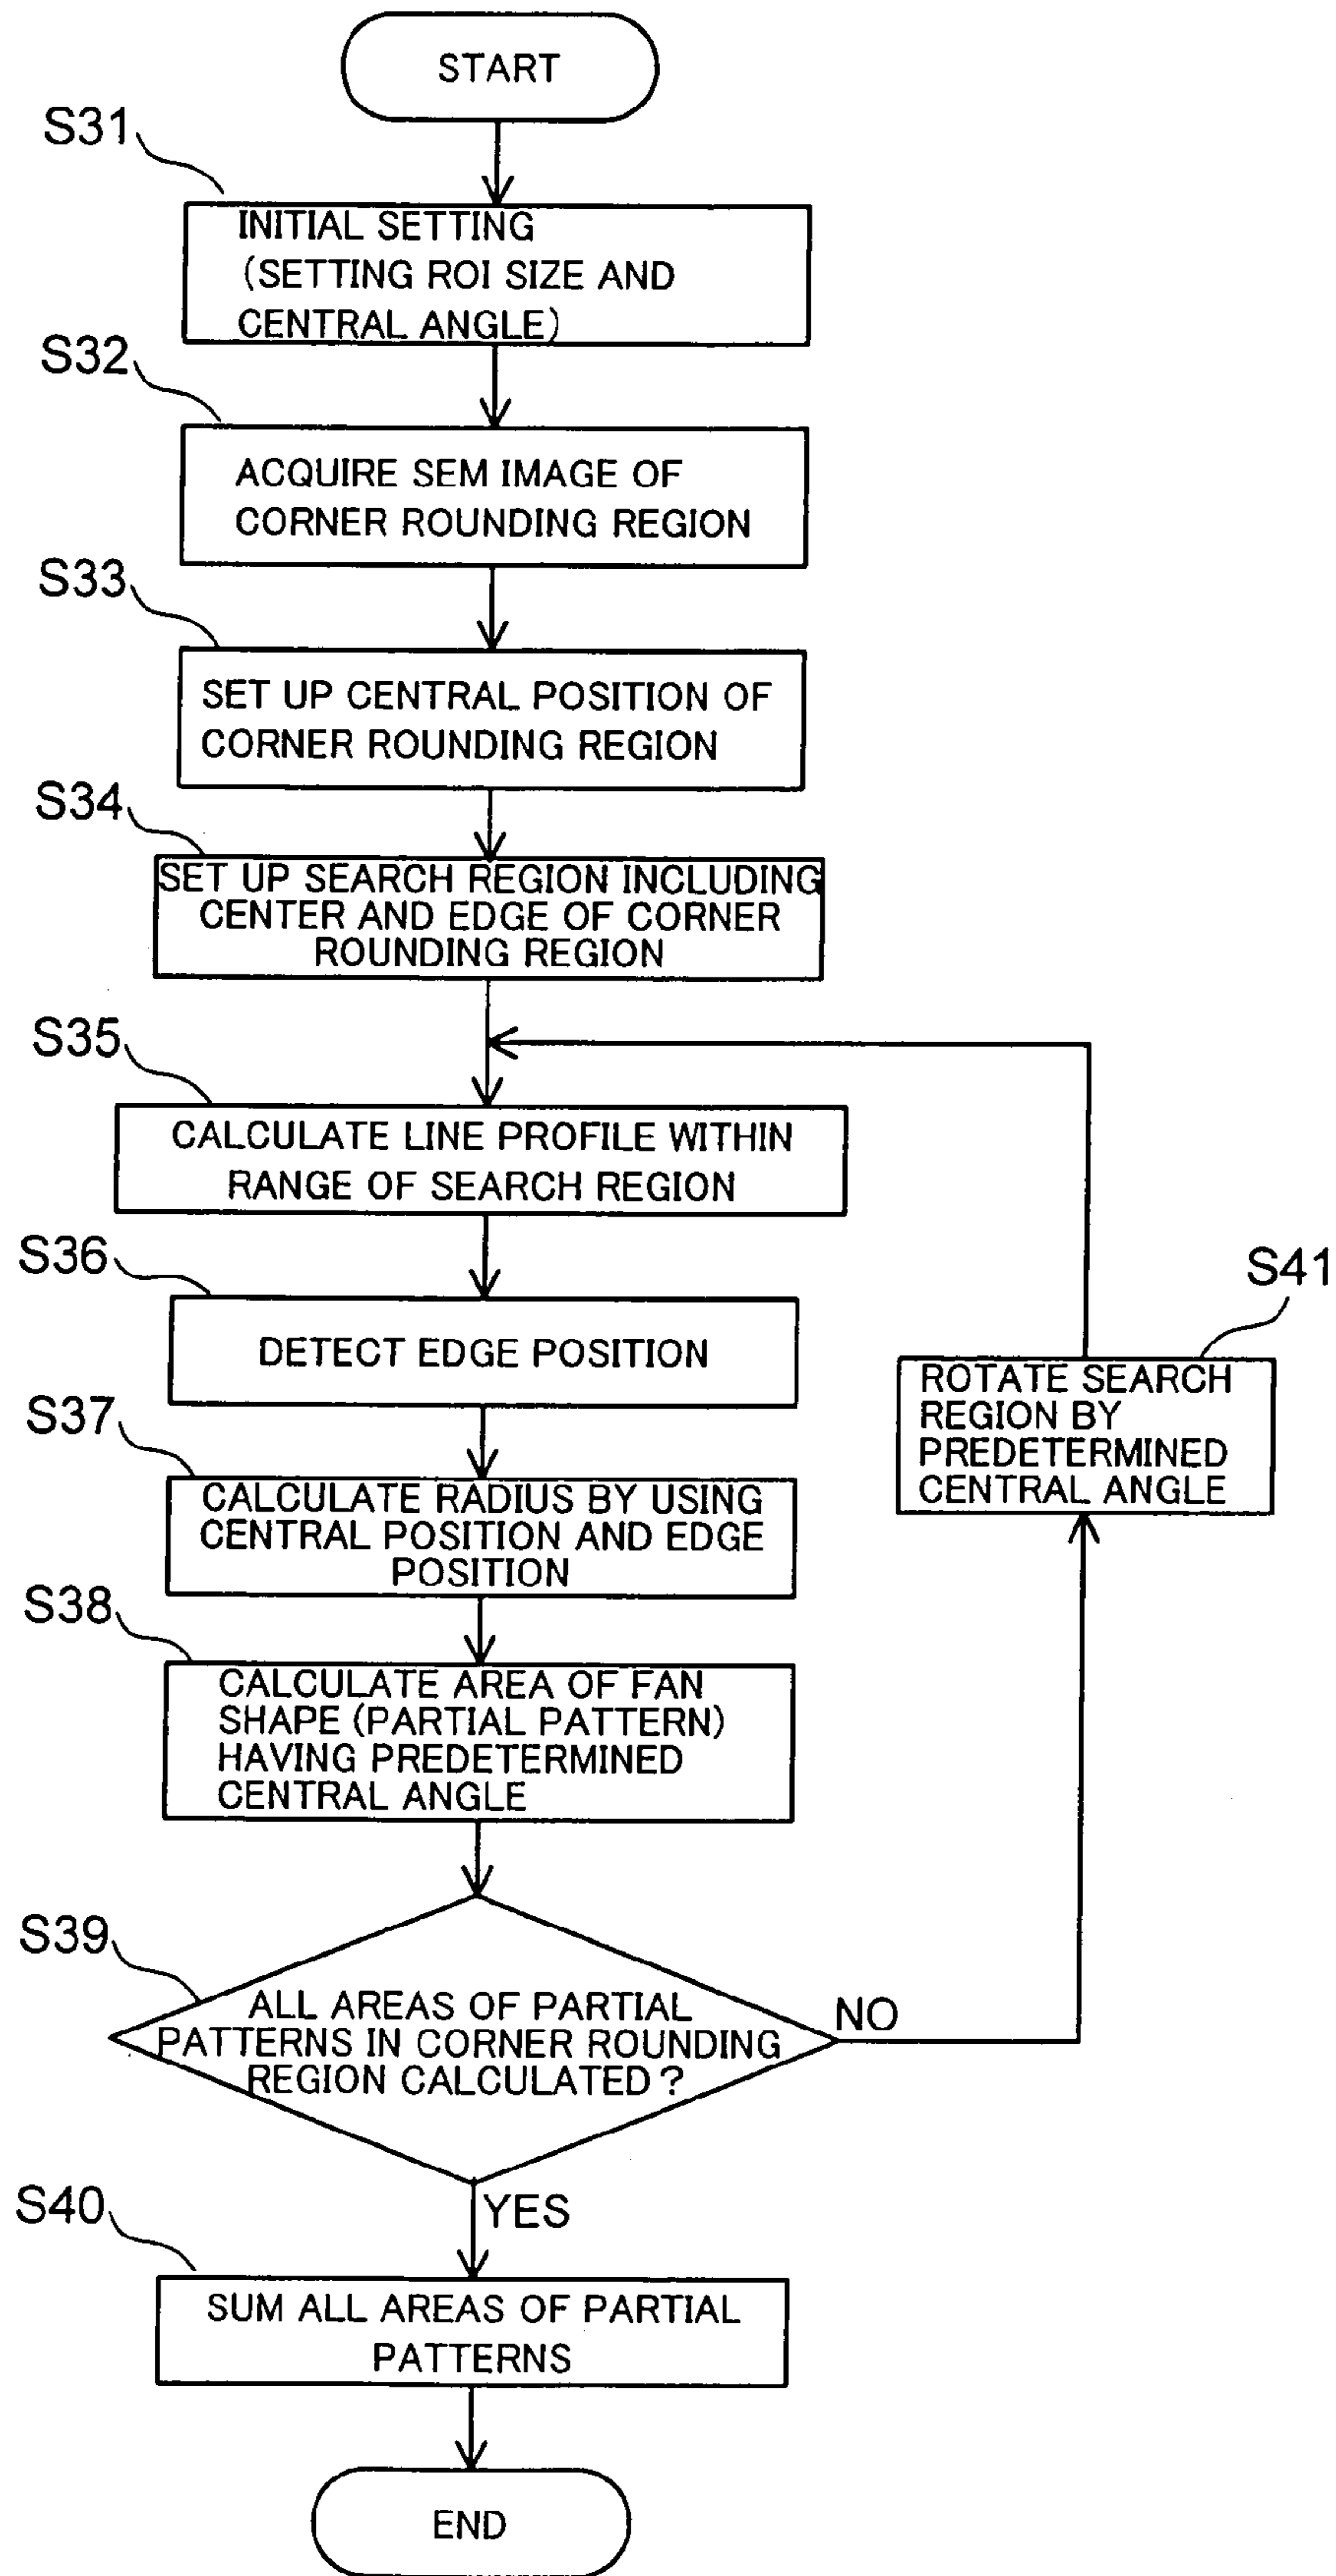 START
S31
INITIAL SETTING
(SETTING ROI SIZE AND
CENTRAL ANGLE)
S32
ACQUIRE SEM IMAGE OF
CORNER ROUNDING REGION
S33
SET UP CENTRAL POSITION OF
CORNER ROUNDING REGION
S34
SET UP SEARCH REGION INCLUDING
CENTER AND EDGE OF CORNER
ROUNDING REGION
S35
CALCULATE LINE PROFILE WITHIN
RANGE OF SEARCH REGION
S36
DETECT EDGE POSITION
S37
CALCULATE RADIUS BY USING
CENTRAL POSITION AND EDGE
POSITION
S38
CALCULATE AREA OF FAN
SHAPE (PARTIAL PATTERN)
HAVING PREDETERMINED
CENTRAL ANGLE
S39
ALL AREAS OF PARTIAL
PATTERNS IN CORNER ROUNDING
REGION CALCULATED?
NO
S41
ROTATE SEARCH
REGION BY
PREDETERMINED
CENTRAL ANGLE
YES
S40
SUM ALL AREAS OF PARTIAL
PATTERNS
END